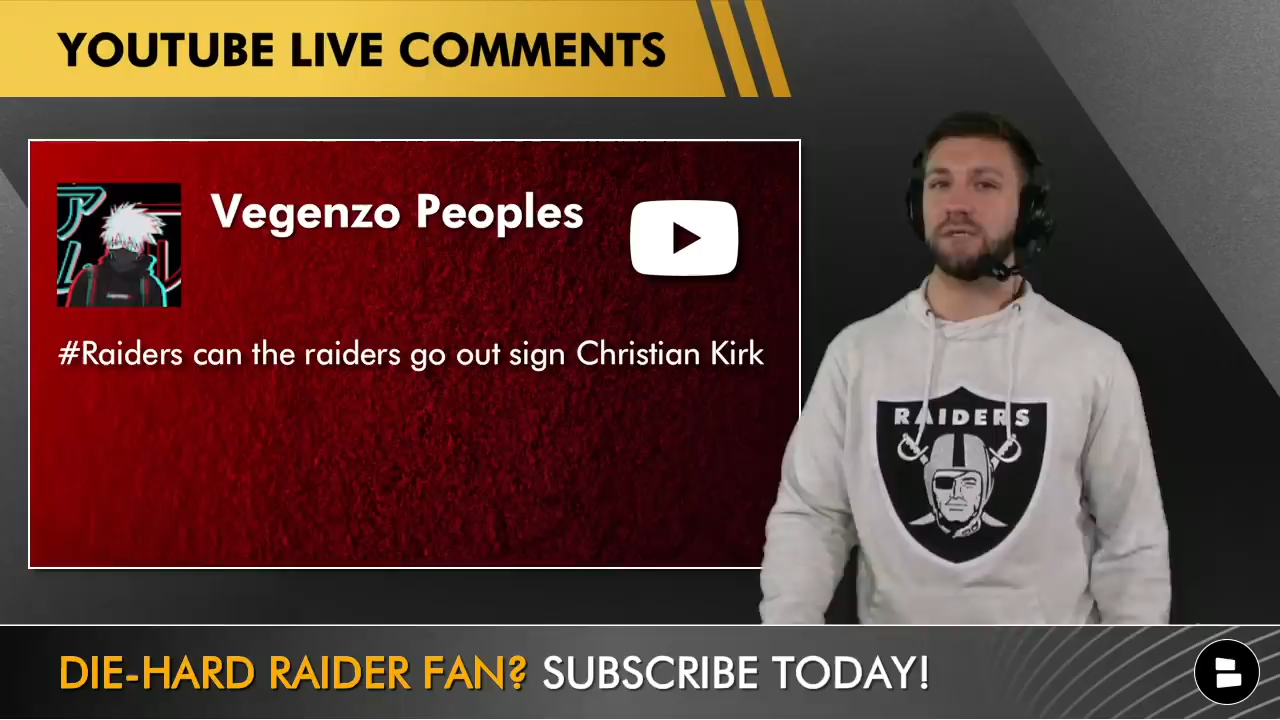 YOUTUBE LIVE COMMENTS
Vegenzo Peoples
#Raiders can the raiders go out sign Christian Kirk
RAIDERS
DIE-HARD RAIDER FAN? SUBSCRIBE TODAY!